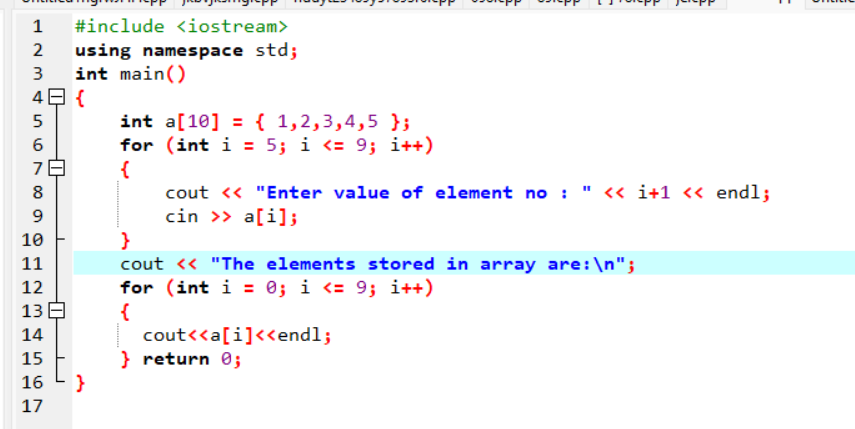 1 #include <iostream>
2 using namespace std;
3 int main()
4 {
5 int a[10] = { 1,2,3,4,5 };
6 for (int i = 5; i <= 9; i++)
7 {
8 cout << "Enter value of element no : " << i+1 << endl;
9 cin >> a[i];
10 }
11 cout << "The elements stored in array are:\n";
12 for (int i = 0; i <= 9; i++)
13 {
14 cout<<a[i]<<endl;
15 } return 0;
16 }
17